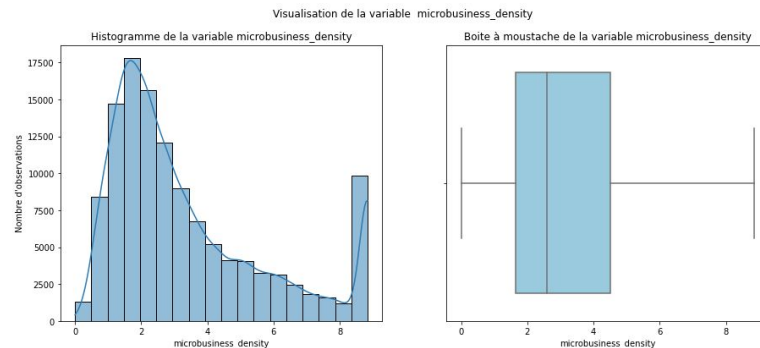 Visualisation de la variable  microbusiness_density
Histogramme de la variable microbusiness_density
17500
15000
12500
10000
7500
5000
2500
0
Nombre d'observations
0 2 4 6 8
microbusiness_density
Boite à moustache de la variable microbusiness_density
0 2 4 6 8
microbusiness_density